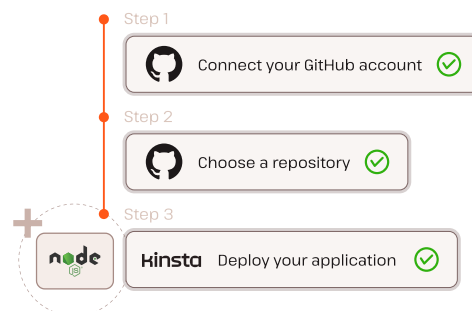 Step 1
Connect your GitHub account
Step 2
Choose a repository
Step 3
node
JS
Kinsta Deploy your application